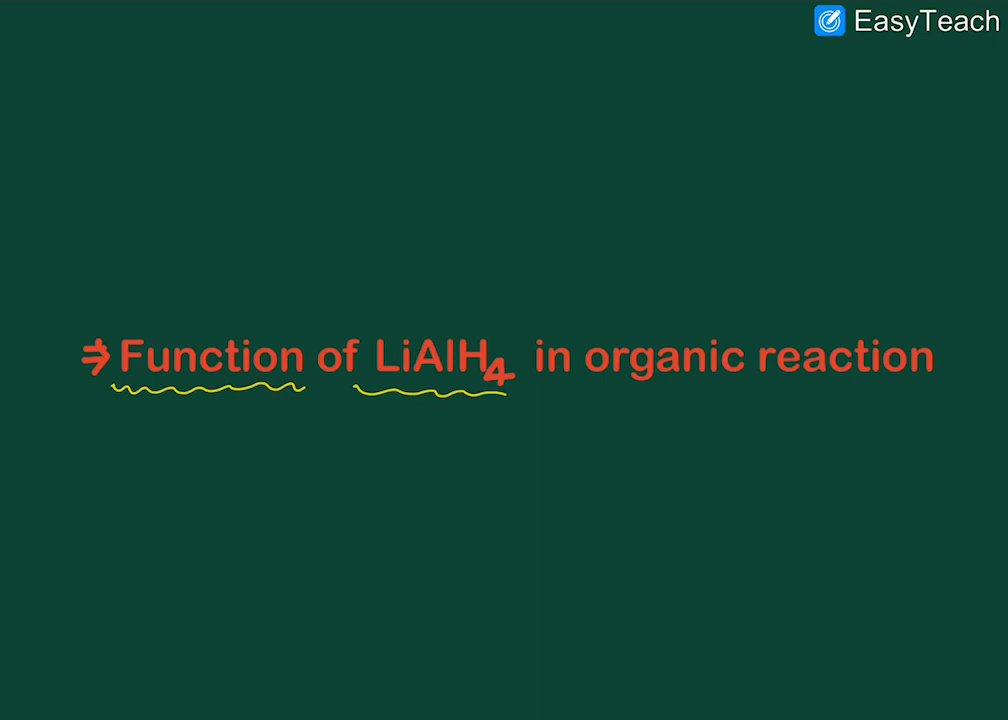 EasyTeach
⇒ Function of LiAlH₄ in organic reaction